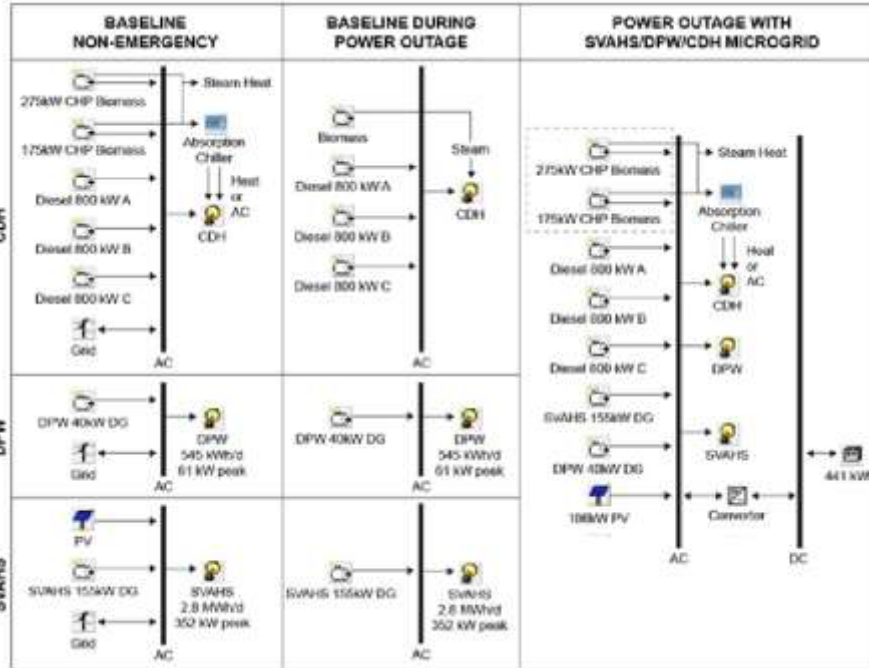 BASELINE
NON-EMERGENCY
BASELINE DURING
POWER OUTAGE
POWER OUTAGE WITH
SVAHS/DPW/CDH MICROGRID
CDH
275kW CHP Biomass
Steam Heat
175kW CHP Biomass
Absorption
Chiller
Diesel 800 kW A
Heat
or
AC
CDH
Diesel 800 kW B
Diesel 800 kW C
Grid
AC
Biomass
Steam
Diesel 800 kW A
CDH
Diesel 800 kW B
Diesel 800 kW C
AC
DPW
DPW 40kW DG
DPW
545 kWh/d
61 kW peak
Grid
DPW 40kW DG
DPW
545 kWh/d
61 kW peak
SVAHS
PV
SVAHS 155kW DG
SVAHS
2.8 MWh/d
352 kW peak
Grid
AC
SVAHS 155kW DG
SVAHS
2.8 MWh/d
352 kW peak
AC
275kW CHP Biomass
Steam Heat
175kW CHP Biomass
Absorption
Chiller
Diesel 800 kW A
Heat
or
AC
CDH
Diesel 800 kW B
Diesel 800 kW C
DPW
SVAHS 155kW DG
SVAHS
DPW 40kW DG
PV
Converter
AC
DC